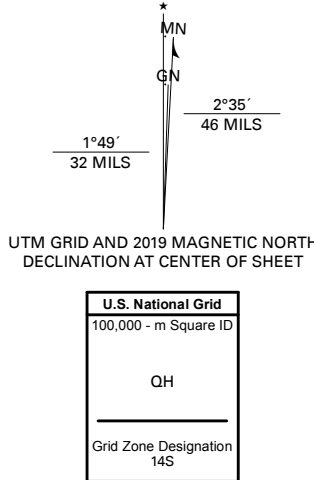 MN
GN
2°35´
46 MILS
1°49´
32 MILS
UTM GRID AND 2019 MAGNETIC NORTH
DECLINATION AT CENTER OF SHEET
U.S. National Grid
100,000 - m Square ID
QH
Grid Zone Designation
14S